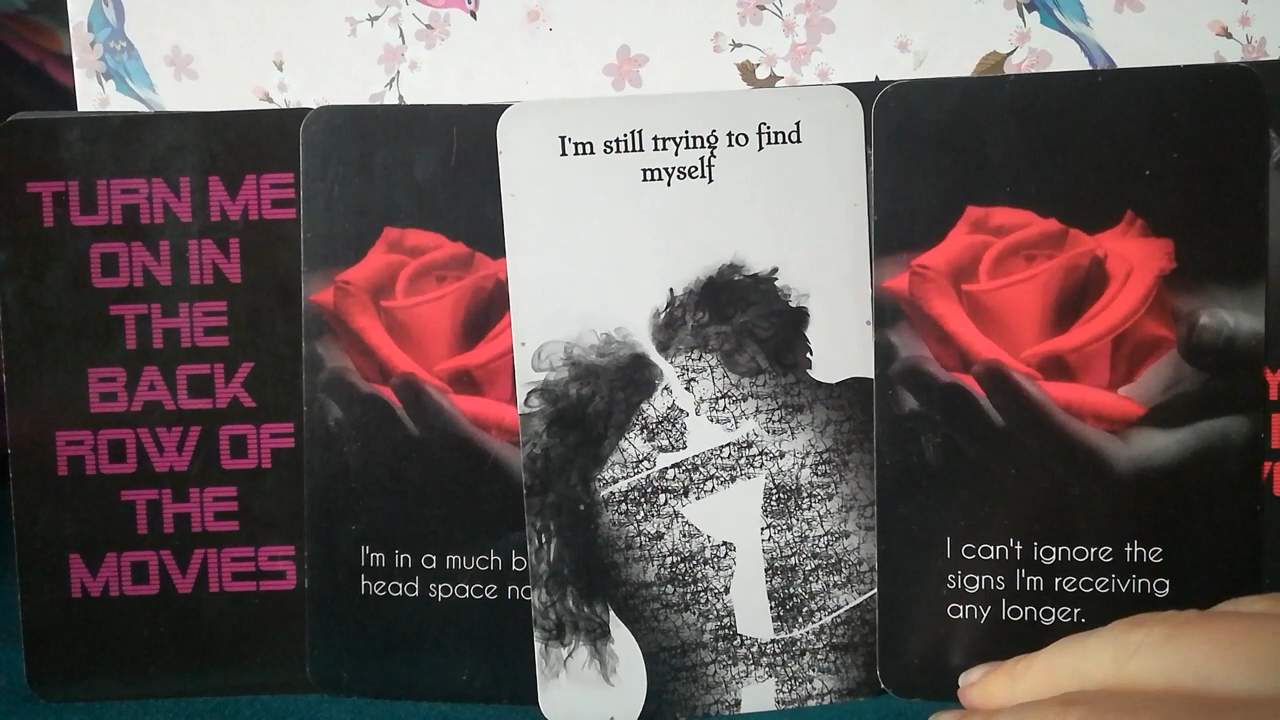 TURN ME
ON IN
THE
BACK
ROW OF
THE
MOVIES
I'm in a much
head space
I'm still trying to find
myself
I can't ignore the
signs I'm receiving
any longer.